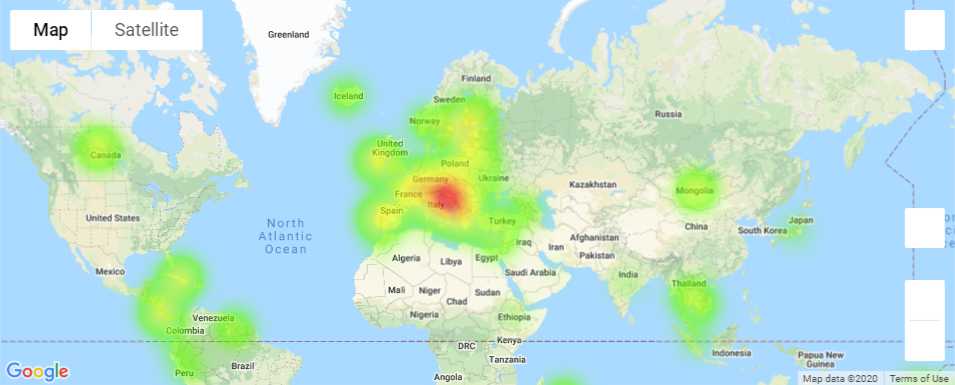 Map
Satellite
Greenland
Iceland
Finland
Sweden
Norway
Russia
United
Kingdom
Canada
Poland
Germany
Ukraine
Kazakhstan
Mongolia
France
Italy
Spain
United States
Turkey
North
Atlantic
Ocean
China
Japan
South Korea
Afghanistan
Iraq
Iran
Pakistan
Algeria
Libya
Egypt
Saudi Arabia
India
Mexico
Thailand
Mali
Niger
Chad
Sudan
Nigeria
Ethiopia
Venezuela
Colombia
DRC
Kenya
Indonesia
Papua New
Guinea
Tanzania
Brazil
Peru
Angola
Google
Map data ©2020
Terms of Use